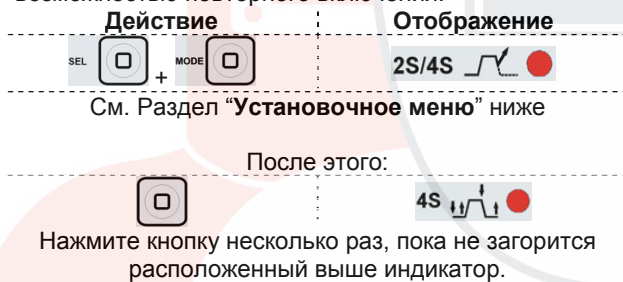 возможностью повторного включения.
Действие Отображение
SEL + MODE 2S/4S
См. Раздел “Установочное меню” ниже
После этого:
4S
Нажмите кнопку несколько раз, пока не загорится
расположенный выше индикатор.